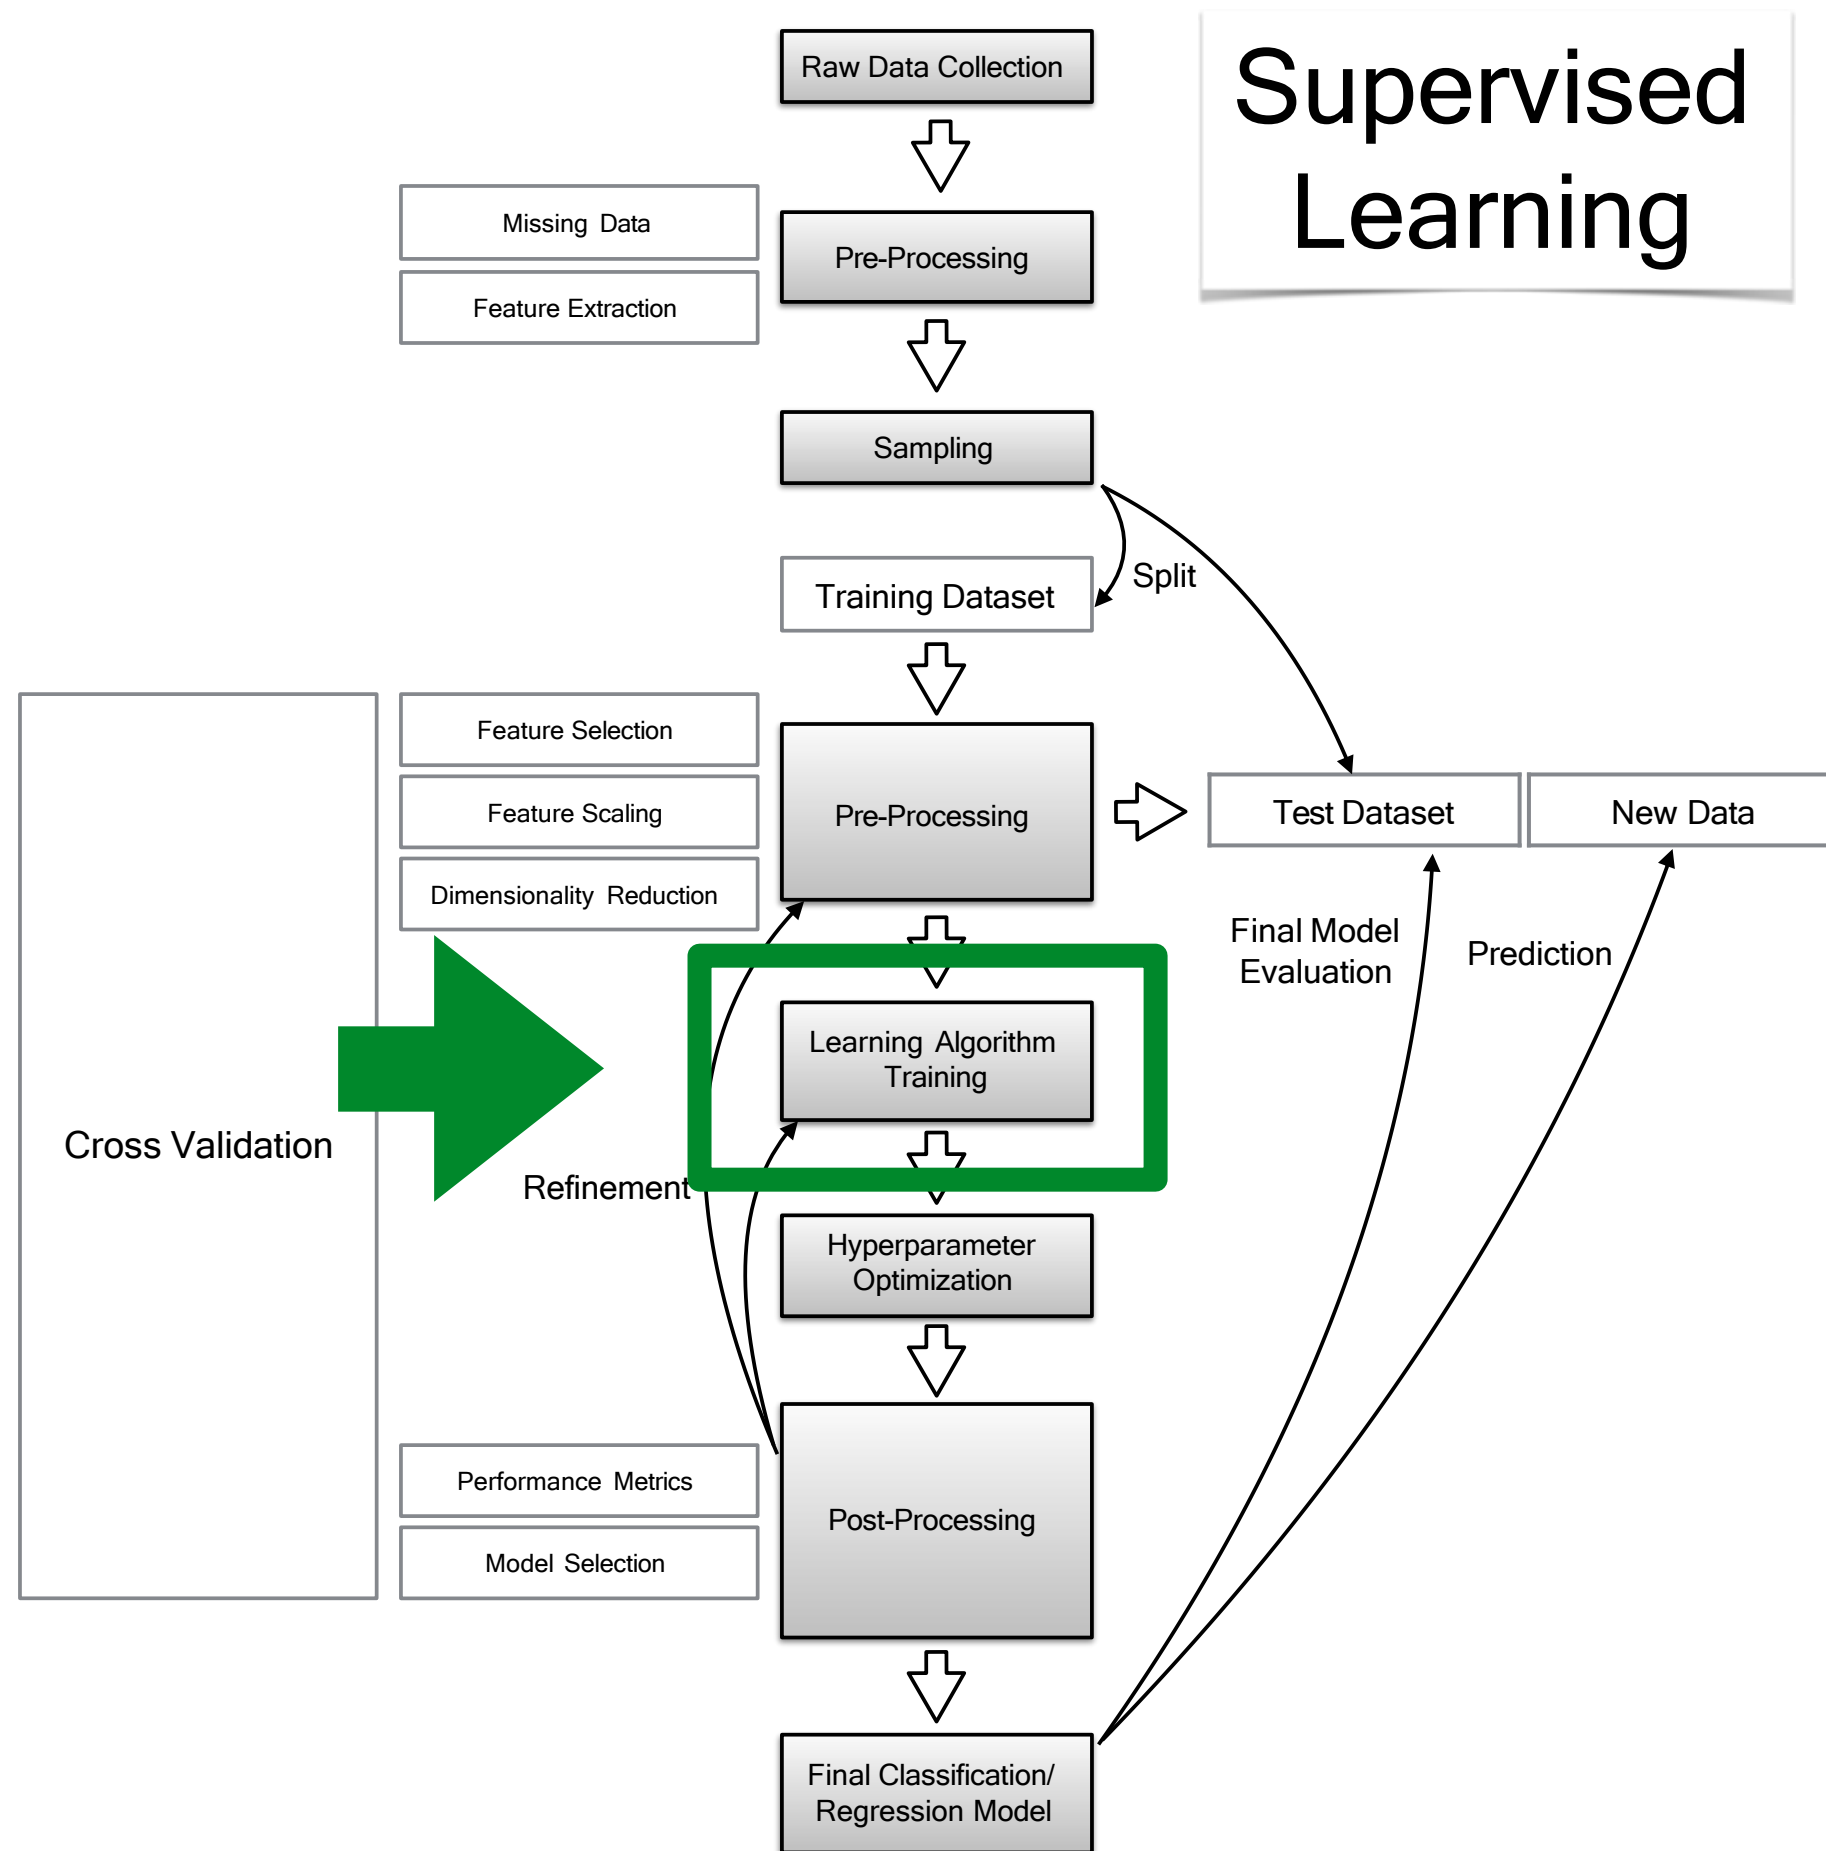 Supervised
Learning
Raw Data Collection
Missing Data
Feature Extraction
Pre-Processing
Sampling
Split
Training Dataset
Cross Validation
Feature Selection
Feature Scaling
Dimensionality Reduction
Pre-Processing
Test Dataset
New Data
Final Model
Evaluation
Prediction
Learning Algorithm
Training
Refinement
Hyperparameter
Optimization
Performance Metrics
Model Selection
Post-Processing
Final Classification/
Regression Model